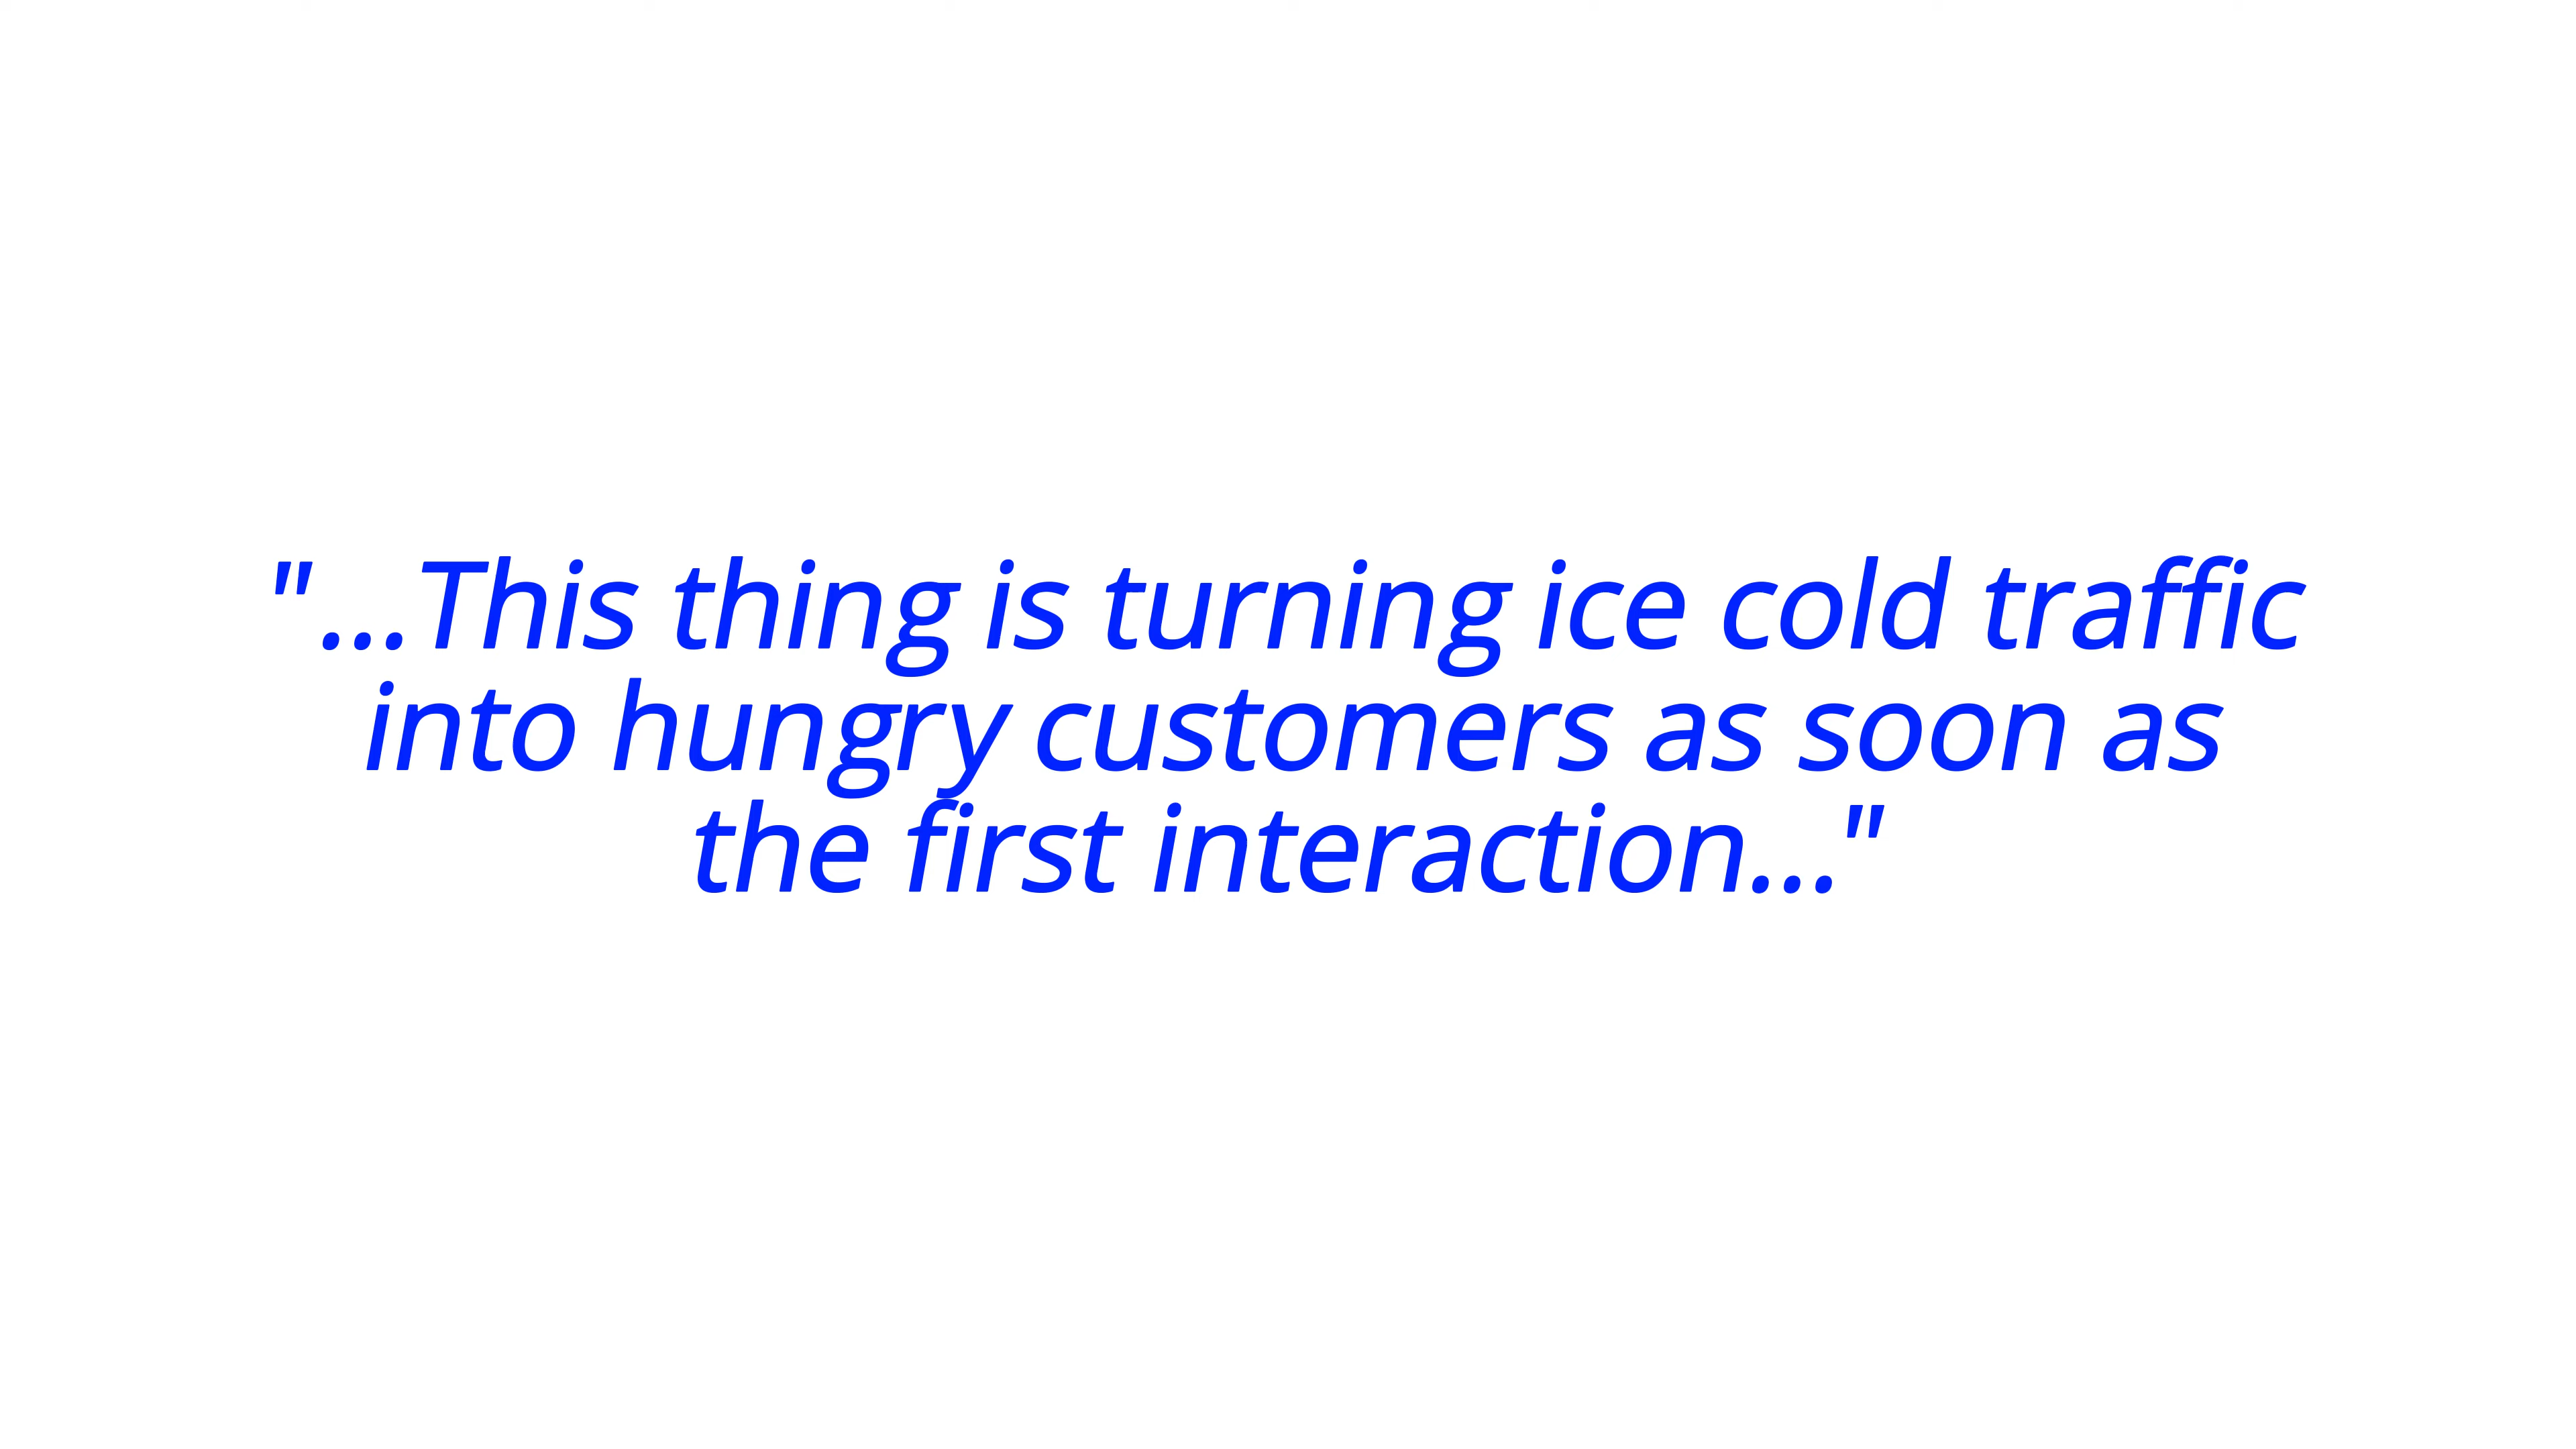 "...This thing is turning ice cold traffic
into hungry customers as soon as
the first interaction..."